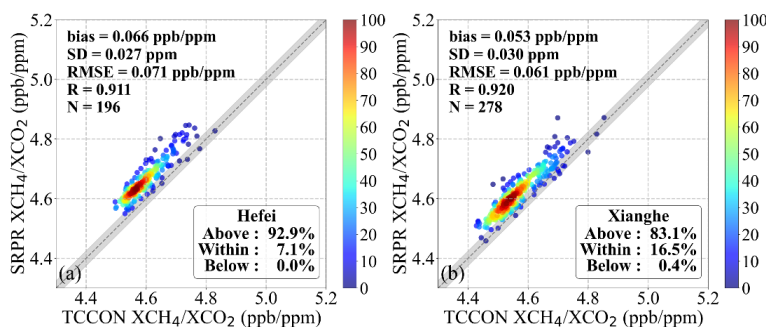 bias = 0.066 ppb/ppm
SD = 0.027 ppm
RMSE = 0.071 ppb/ppm
R = 0.911
N = 196
5.2
5.0
4.8
4.6
4.4
SRPR XCH₄/XCO₂ (ppb/ppm)
Hefei
Above : 92.9%
Within : 7.1%
Below : 0.0%
(a)
4.4 4.6 4.8 5.0 5.2
TCCON XCH₄/XCO₂ (ppb/ppm)
100
90
80
70
60
50
40
30
20
10
0
bias = 0.053 ppb/ppm
SD = 0.030 ppm
RMSE = 0.061 ppb/ppm
R = 0.920
N = 278
5.2
5.0
4.8
4.6
4.4
SRPR XCH₄/XCO₂ (ppb/ppm)
Xianghe
Above : 83.1%
Within : 16.5%
Below : 0.4%
(b)
4.4 4.6 4.8 5.0 5.2
TCCON XCH₄/XCO₂ (ppb/ppm)
100
90
80
70
60
50
40
30
20
10
0